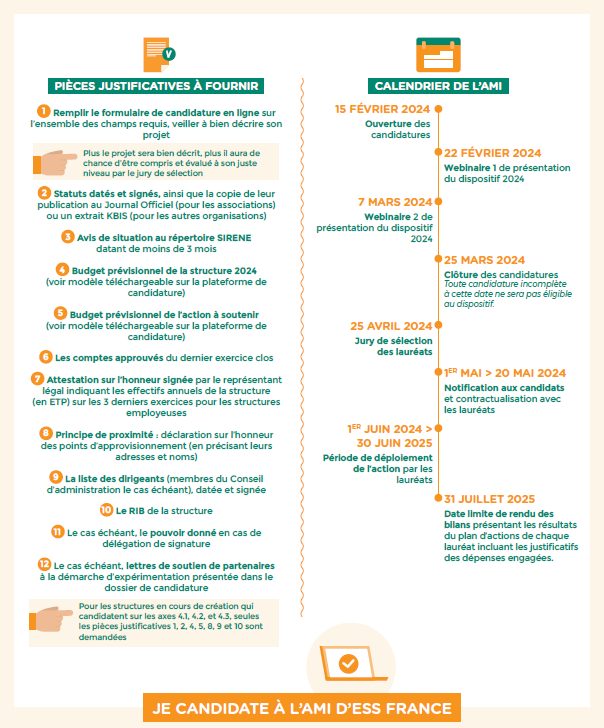 PIÈCES JUSTIFICATIVES À FOURNIR
1 Remplir le formulaire de candidature en ligne sur
l'ensemble des champs requis, veiller à bien décrire son
projet
Plus le projet sera bien décrit, plus il aura de
chance d'être compris et évalué à son juste
niveau par le jury de sélection
2 Statuts datés et signés, ainsi que la copie de leur
publication au Journal Officiel (pour les associations)
ou un extrait KBIS (pour les autres organisations)
3 Avis de situation au répertoire SIRENE
datant de moins de 3 mois
4 Budget prévisionnel de la structure 2024
(voir modèle téléchargeable sur la plateforme de
candidature)
5 Budget prévisionnel de l'action à soutenir
(voir modèle téléchargeable sur la plateforme de
candidature)
6 Les comptes approuvés du dernier exercice clos
7 Attestation sur l'honneur signée par le représentant
légal indiquant les effectifs annuels de la structure
(en ETP) sur les 3 derniers exercices pour les structures
employeuses
8 Principe de proximité : déclaration sur l'honneur
des points d'approvisionnement (en précisant leurs
adresses et noms)
9 La liste des dirigeants (membres du Conseil
d'administration le cas échéant), datée et signée
10 Le RIB de la structure
11 Le cas échéant, le pouvoir donné en cas de
délégation de signature
12 Le cas échéant, lettres de soutien de partenaires
à la démarche d'expérimentation présentée dans le
dossier de candidature
Pour les structures en cours de création qui
candidatent sur les axes 4.1, 4.2, et 4.3, seules
les pièces justificatives 1, 2, 4, 5, 8, 9 et 10 sont
demandées
CALENDRIER DE L'AMI
15 FÉVRIER 2024
Ouverture des
candidatures
22 FÉVRIER 2024
Webinaire 1 de présentation
du dispositif 2024
7 MARS 2024
Webinaire 2 de
présentation du dispositif
2024
25 MARS 2024
Clôture des candidatures
Toute candidature incomplète
à cette date ne sera pas éligible
au dispositif.
25 AVRIL 2024
Jury de sélection
des lauréats
1ER MAI > 20 MAI 2024
Notification aux candidats
et contractualisation avec
les lauréats
1ER JUIN 2024 >
30 JUIN 2025
Période de déploiement
de l'action par les
lauréats
31 JUILLET 2025
Date limite de rendu des
bilans présentant les résultats
du plan d'actions de chaque
lauréat incluant les justificatifs
des dépenses engagées.
JE CANDIDATE À L'AMI D'ESS FRANCE